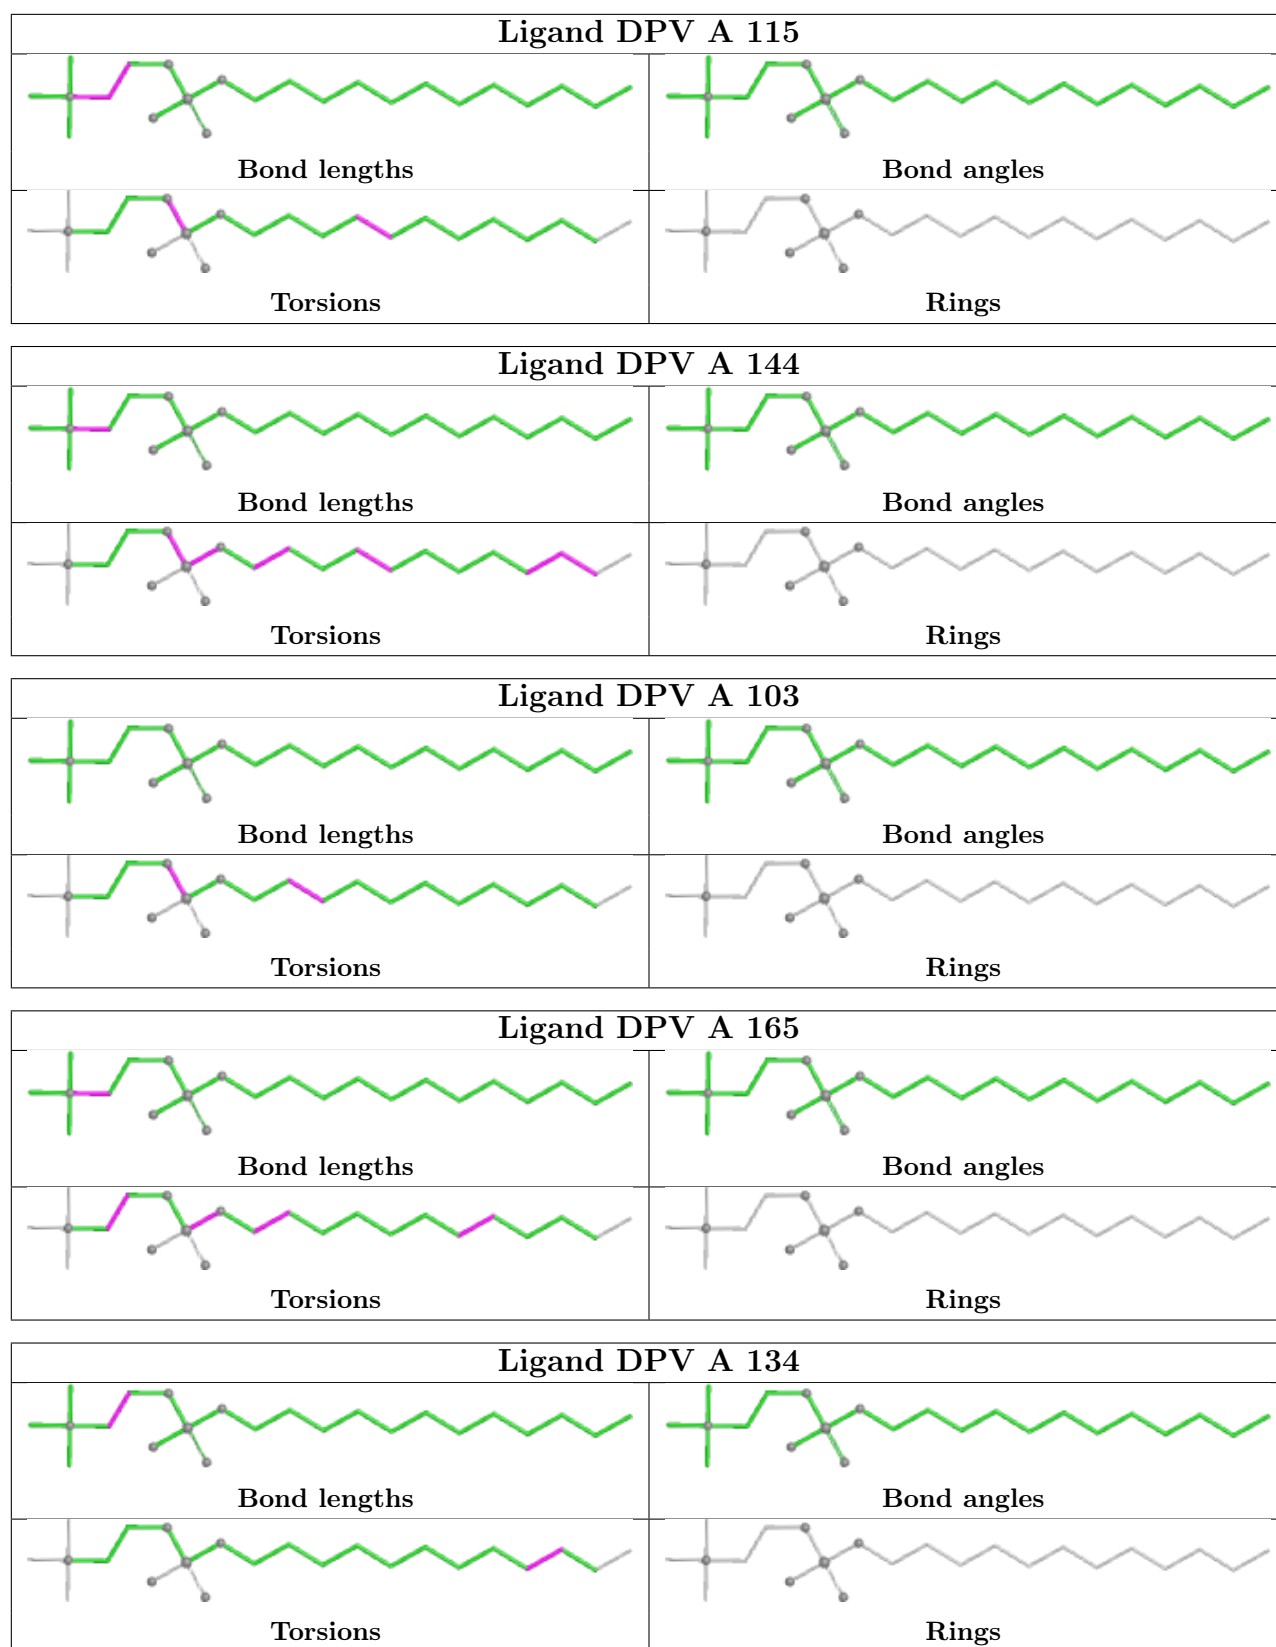 Ligand DPV A 115
Bond lengths
Bond angles
Torsions
Rings
Ligand DPV A 144
Bond lengths
Bond angles
Torsions
Rings
Ligand DPV A 103
Bond lengths
Bond angles
Torsions
Rings
Ligand DPV A 165
Bond lengths
Bond angles
Torsions
Rings
Ligand DPV A 134
Bond lengths
Bond angles
Torsions
Rings